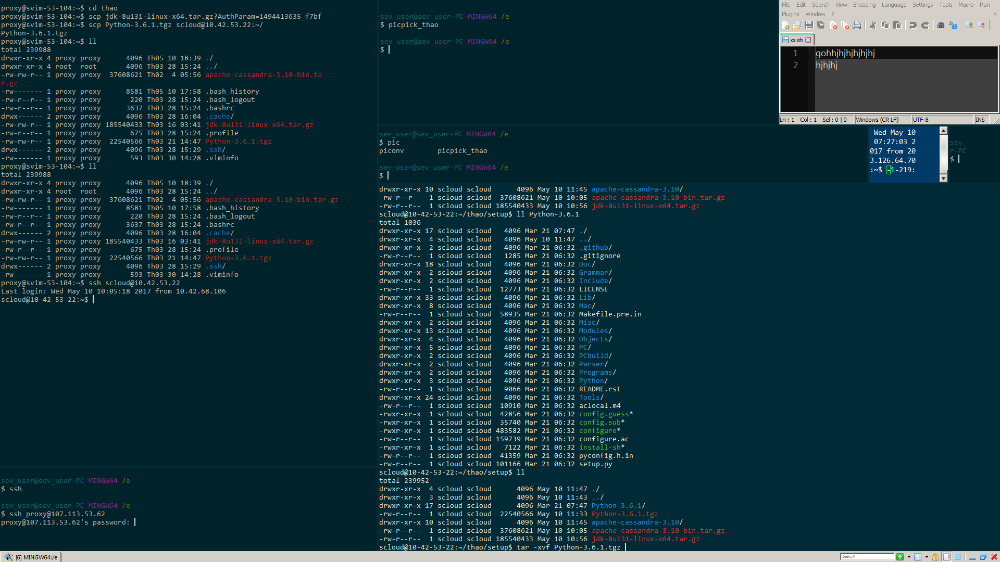 proxy@svim-53-104:~$ cd thao
proxy@svim-53-104:~$ scp jdk-8u131-linux-x64.tar.gz?AuthParam=1494413635_f7bf
proxy@svim-53-104:~$ scp Python-3.6.1.tgz scloud@10.42.53.22:~/
Python-3.6.1.tgz
proxy@svim-53-104:~$ ll
total 239988
drwxr-xr-x 4 proxy proxy      4096 Th05 10 18:39 ./
drwxr-xr-x 4 root  root       4096 Th03 28 15:24 ../
-rw-rw-r-- 1 proxy proxy  37608621 Th02  4 05:56 apache-cassandra-3.10-bin.ta
r.gz
-rw------- 1 proxy proxy      8581 Th05 10 17:58 .bash_history
-rw-r--r-- 1 proxy proxy       220 Th03 28 15:24 .bash_logout
-rw-r--r-- 1 proxy proxy      3637 Th03 28 15:24 .bashrc
drwx------ 2 proxy proxy      4096 Th03 28 16:04 .cache/
-rw-rw-r-- 1 proxy proxy 185540433 Th03 16 03:41 jdk-8u131-linux-x64.tar.gz
-rw-r--r-- 1 proxy proxy       675 Th03 28 15:24 .profile
-rw-rw-r-- 1 proxy proxy  22540566 Th03 21 14:47 Python-3.6.1.tgz
drwx------ 2 proxy proxy      4096 Th03 28 15:29 .ssh/
-rw------- 1 proxy proxy       593 Th03 30 14:28 .viminfo
proxy@svim-53-104:~$ ll
total 239988
drwxr-xr-x 4 proxy proxy      4096 Th05 10 18:39 ./
drwxr-xr-x 4 root  root       4096 Th03 28 15:24 ../
-rw-rw-r-- 1 proxy proxy  37608621 Th02  4 05:56 apache-cassandra-3.10-bin.tar.gz
-rw------- 1 proxy proxy      8581 Th05 10 17:58 .bash_history
-rw-r--r-- 1 proxy proxy       220 Th03 28 15:24 .bash_logout
-rw-r--r-- 1 proxy proxy      3637 Th03 28 15:24 .bashrc
drwx------ 2 proxy proxy      4096 Th03 28 16:04 .cache/
-rw-rw-r-- 1 proxy proxy 185540433 Th03 16 03:41 jdk-8u131-linux-x64.tar.gz
-rw-r--r-- 1 proxy proxy       675 Th03 28 15:24 .profile
-rw-rw-r-- 1 proxy proxy  22540566 Th03 21 14:47 Python-3.6.1.tgz
drwx------ 2 proxy proxy      4096 Th03 28 15:29 .ssh/
-rw------- 1 proxy proxy       593 Th03 30 14:28 .viminfo
proxy@svim-53-104:~$ ssh scloud@10.42.53.22
Last login: Wed May 10 10:05:18 2017 from 10.42.68.106
scloud@10-42-53-22:~$
sev_user@sev_user-PC MINGW64 /e
$ ssh
sev_user@sev_user-PC MINGW64 /e
$ ssh proxy@107.113.53.62
proxy@107.113.53.62's password:
sev_user@sev_user-PC MINGW64 /e
$ picpick_thao
sev_user@sev_user-PC MINGW64 /e
$
sev_user@sev_user-PC MINGW64 /e
$ pic
piconv        picpick_thao
sev_user@sev_user-PC MINGW64 /e
$
drwxr-xr-x 10 scloud scloud      4096 May 10 11:45 apache-cassandra-3.10/
-rw-r--r--  1 scloud scloud  37608621 May 10 10:05 apache-cassandra-3.10-bin.tar.gz
-rw-r--r--  1 scloud scloud 185540433 May 10 10:56 jdk-8u131-linux-x64.tar.gz
scloud@10-42-53-22:~/thao/setup$ ll Python-3.6.1
total 1036
drwxr-xr-x 17 scloud scloud   4096 Mar 21 07:47 ./
drwxr-xr-x  4 scloud scloud   4096 May 10 11:47 ../
drwxr-xr-x  2 scloud scloud   4096 Mar 21 06:32 .github/
-rw-r--r--  1 scloud scloud   1285 Mar 21 06:32 .gitignore
drwxr-xr-x 18 scloud scloud   4096 Mar 21 06:32 Doc/
drwxr-xr-x  2 scloud scloud   4096 Mar 21 06:32 Grammar/
drwxr-xr-x  2 scloud scloud   4096 Mar 21 06:32 Include/
-rw-r--r--  1 scloud scloud  12773 Mar 21 06:32 LICENSE
drwxr-xr-x 33 scloud scloud   4096 Mar 21 06:32 Lib/
drwxr-xr-x  8 scloud scloud   4096 Mar 21 06:32 Mac/
-rw-r--r--  1 scloud scloud  58935 Mar 21 06:32 Makefile.pre.in
drwxr-xr-x  2 scloud scloud   4096 Mar 21 06:32 Misc/
drwxr-xr-x 13 scloud scloud   4096 Mar 21 06:32 Modules/
drwxr-xr-x  4 scloud scloud   4096 Mar 21 06:32 Objects/
drwxr-xr-x  5 scloud scloud   4096 Mar 21 06:32 PC/
drwxr-xr-x  2 scloud scloud   4096 Mar 21 06:32 PCbuild/
drwxr-xr-x  2 scloud scloud   4096 Mar 21 06:32 Parser/
drwxr-xr-x  2 scloud scloud   4096 Mar 21 06:32 Programs/
drwxr-xr-x  3 scloud scloud   4096 Mar 21 06:32 Python/
-rw-r--r--  1 scloud scloud   9066 Mar 21 06:32 README.rst
drwxr-xr-x 24 scloud scloud   4096 Mar 21 06:32 Tools/
-rw-r--r--  1 scloud scloud  10910 Mar 21 06:32 aclocal.m4
-rwxr-xr-x  1 scloud scloud  42856 Mar 21 06:32 config.guess*
-rwxr-xr-x  1 scloud scloud  35740 Mar 21 06:32 config.sub*
-rwxr-xr-x  1 scloud scloud 483582 Mar 21 06:32 configure*
-rw-r--r--  1 scloud scloud 159739 Mar 21 06:32 configure.ac
-rwxr-xr-x  1 scloud scloud   7122 Mar 21 06:32 install-sh*
-rw-r--r--  1 scloud scloud  41359 Mar 21 06:32 pyconfig.h.in
-rw-r--r--  1 scloud scloud 101166 Mar 21 06:32 setup.py
scloud@10-42-53-22:~/thao/setup$ ll
total 239952
drwxr-xr-x  4 scloud scloud      4096 May 10 11:47 ./
drwxr-xr-x  3 scloud scloud      4096 May 10 11:43 ../
drwxr-xr-x 17 scloud scloud      4096 Mar 21 07:47 Python-3.6.1/
-rw-r--r--  1 scloud scloud  22540566 May 10 11:33 Python-3.6.1.tgz
drwxr-xr-x 10 scloud scloud      4096 May 10 11:45 apache-cassandra-3.10/
-rw-r--r--  1 scloud scloud  37608621 May 10 10:05 apache-cassandra-3.10-bin.tar.gz
-rw-r--r--  1 scloud scloud 185540433 May 10 10:56 jdk-8u131-linux-x64.tar.gz
scloud@10-42-53-22:~/thao/setup$ tar -xvf Python-3.6.1.tgz
File Edit Search View Encoding Language Settings Tools Macro Run
Plugins Window ? X
xx.sh
1 gohhjhjhjhjhjhj
2 hjhjhj
Ln : 1 Col : 1 Sel : 0 | 0 Windows (CR LF) UTF-8 INS
Wed May 10
07:27:03 2
017 from 20
3.126.64.70
:~$ -1-219:
sev_
r-PC
$
[6] MINGW64:/e
Search